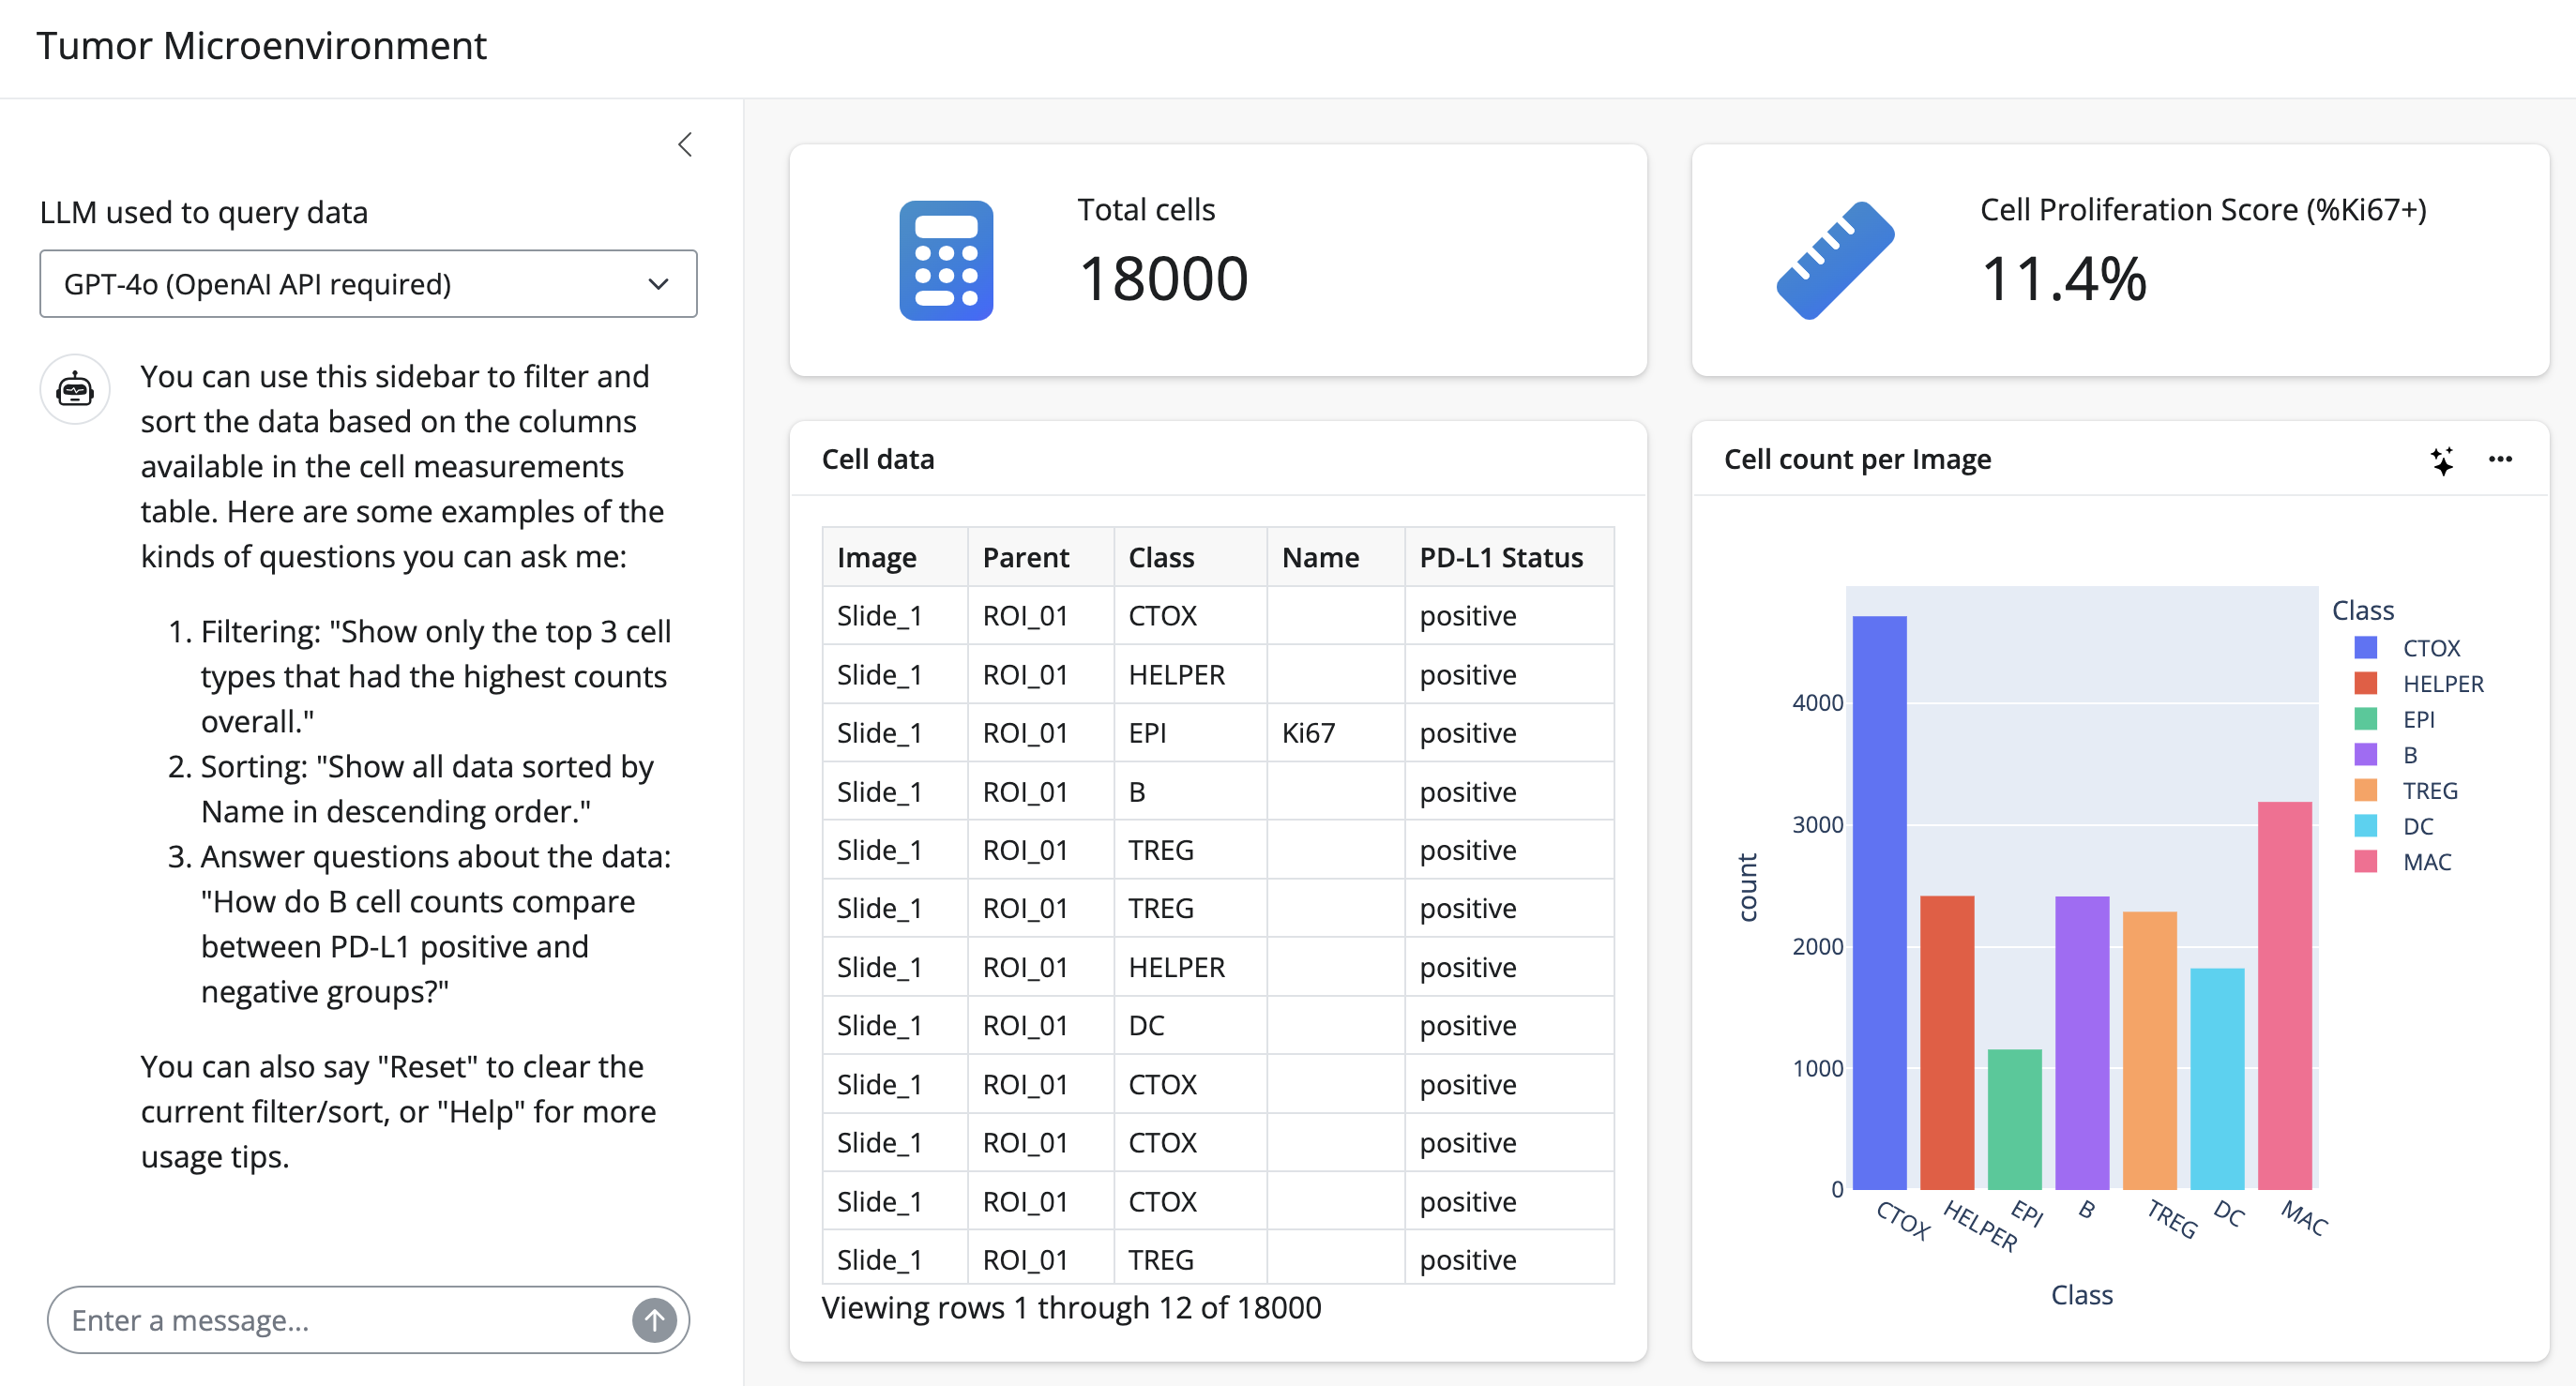 Tumor Microenvironment
LLM used to query data
GPT-4o (OpenAI API required)
You can use this sidebar to filter and
sort the data based on the columns
available in the cell measurements
table. Here are some examples of the
kinds of questions you can ask me:
1. Filtering: "Show only the top 3 cell
types that had the highest counts
overall."
2. Sorting: "Show all data sorted by
Name in descending order."
3. Answer questions about the data:
"How do B cell counts compare
between PD-L1 positive and
negative groups?"
You can also say "Reset" to clear the
current filter/sort, or "Help" for more
usage tips.
Enter a message...
Total cells
18000
Cell Proliferation Score (%Ki67+)
11.4%
Cell data
Image Parent Class Name PD-L1 Status
Slide_1 ROI_01 CTOX positive
Slide_1 ROI_01 HELPER positive
Slide_1 ROI_01 EPI Ki67 positive
Slide_1 ROI_01 B positive
Slide_1 ROI_01 TREG positive
Slide_1 ROI_01 TREG positive
Slide_1 ROI_01 HELPER positive
Slide_1 ROI_01 DC positive
Slide_1 ROI_01 CTOX positive
Slide_1 ROI_01 CTOX positive
Slide_1 ROI_01 CTOX positive
Slide_1 ROI_01 TREG positive
Viewing rows 1 through 12 of 18000
Cell count per Image
count
4000
3000
2000
1000
0
CTOX HELPER EPI B TREG DC MAC
Class
Class
CTOX
HELPER
EPI
B
TREG
DC
MAC